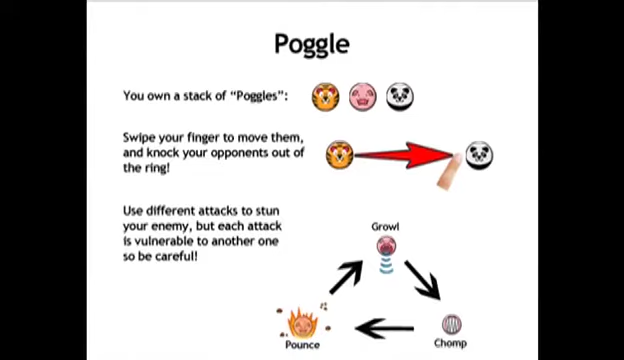 Poggle
You own a stack of “Poggles”:
Swipe your finger to move them,
and knock your opponents out of
the ring!
Use different attacks to stun
your enemy, but each attack
is vulnerable to another one
so be careful!
Growl
Pounce
Chomp